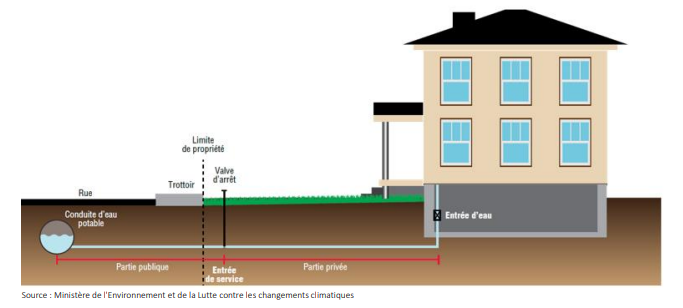 Limite
de propriété
Valve
d'arrêt
Trottoir
Rue
Conduite d'eau
potable
Entrée d'eau
Partie publique
Entrée
de service
Partie privée
Source : Ministère de l'Environnement et de la Lutte contre les changements climatiques